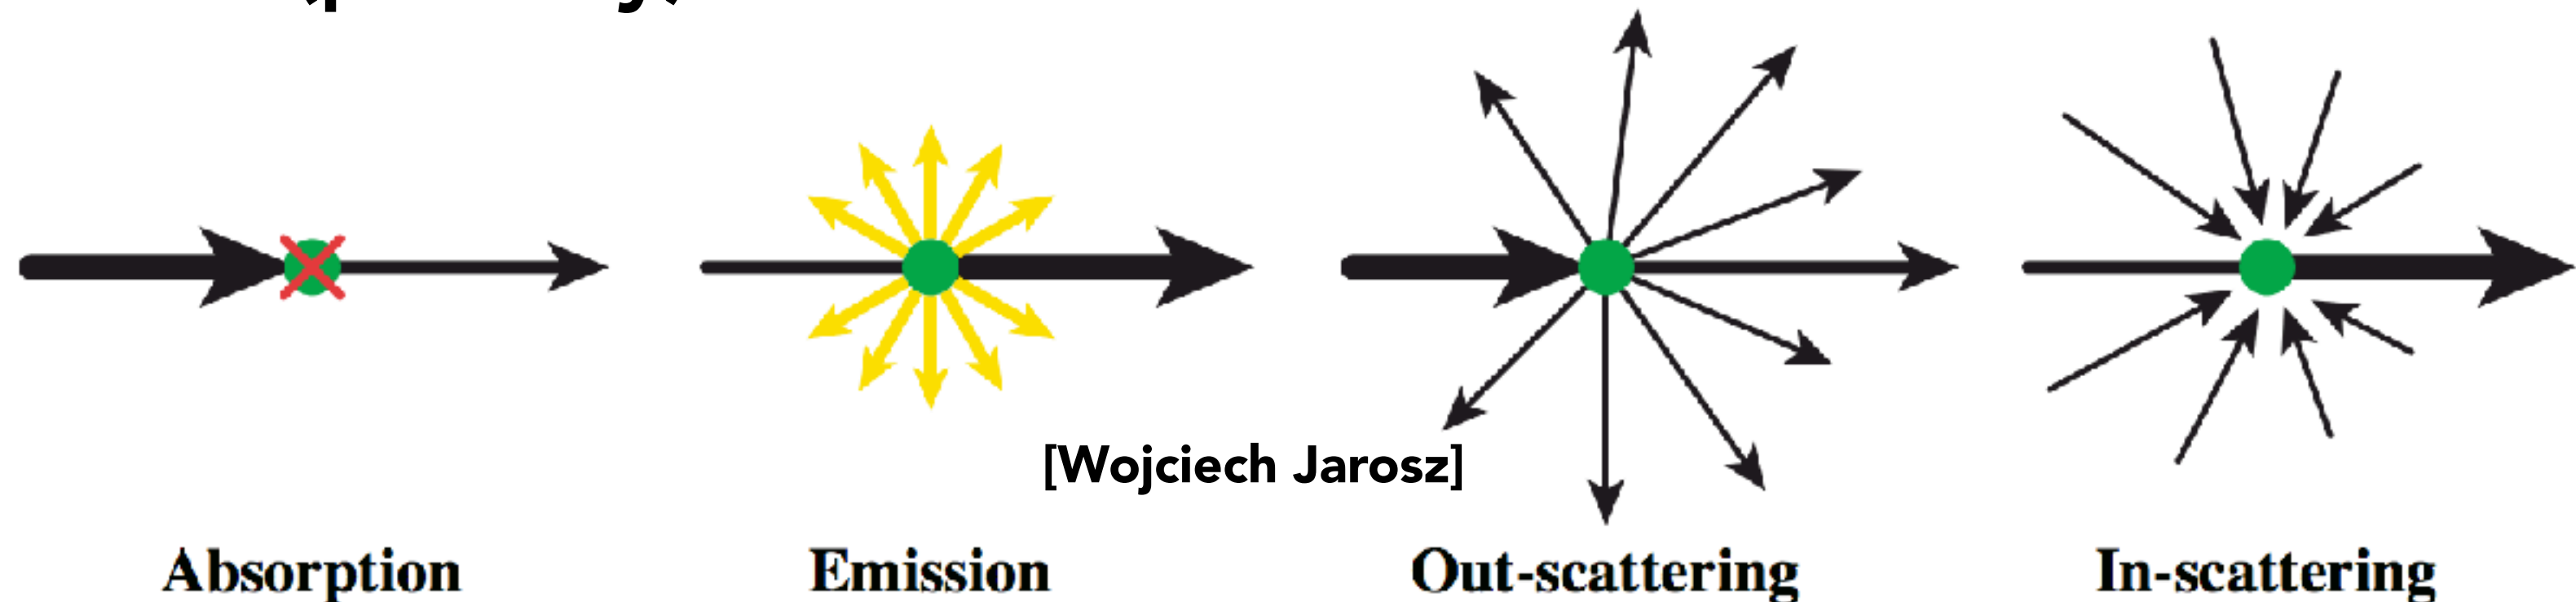 [Wojciech Jarosz]
Absorption Emission Out-scattering In-scattering